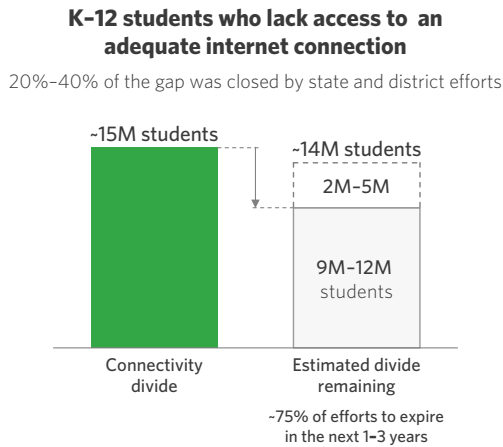 K–12 students who lack access to an
adequate internet connection
20%–40% of the gap was closed by state and district efforts
~15M students
~14M students
2M–5M
9M–12M
students
Connectivity
divide
Estimated divide
remaining
~75% of efforts to expire
in the next 1–3 years